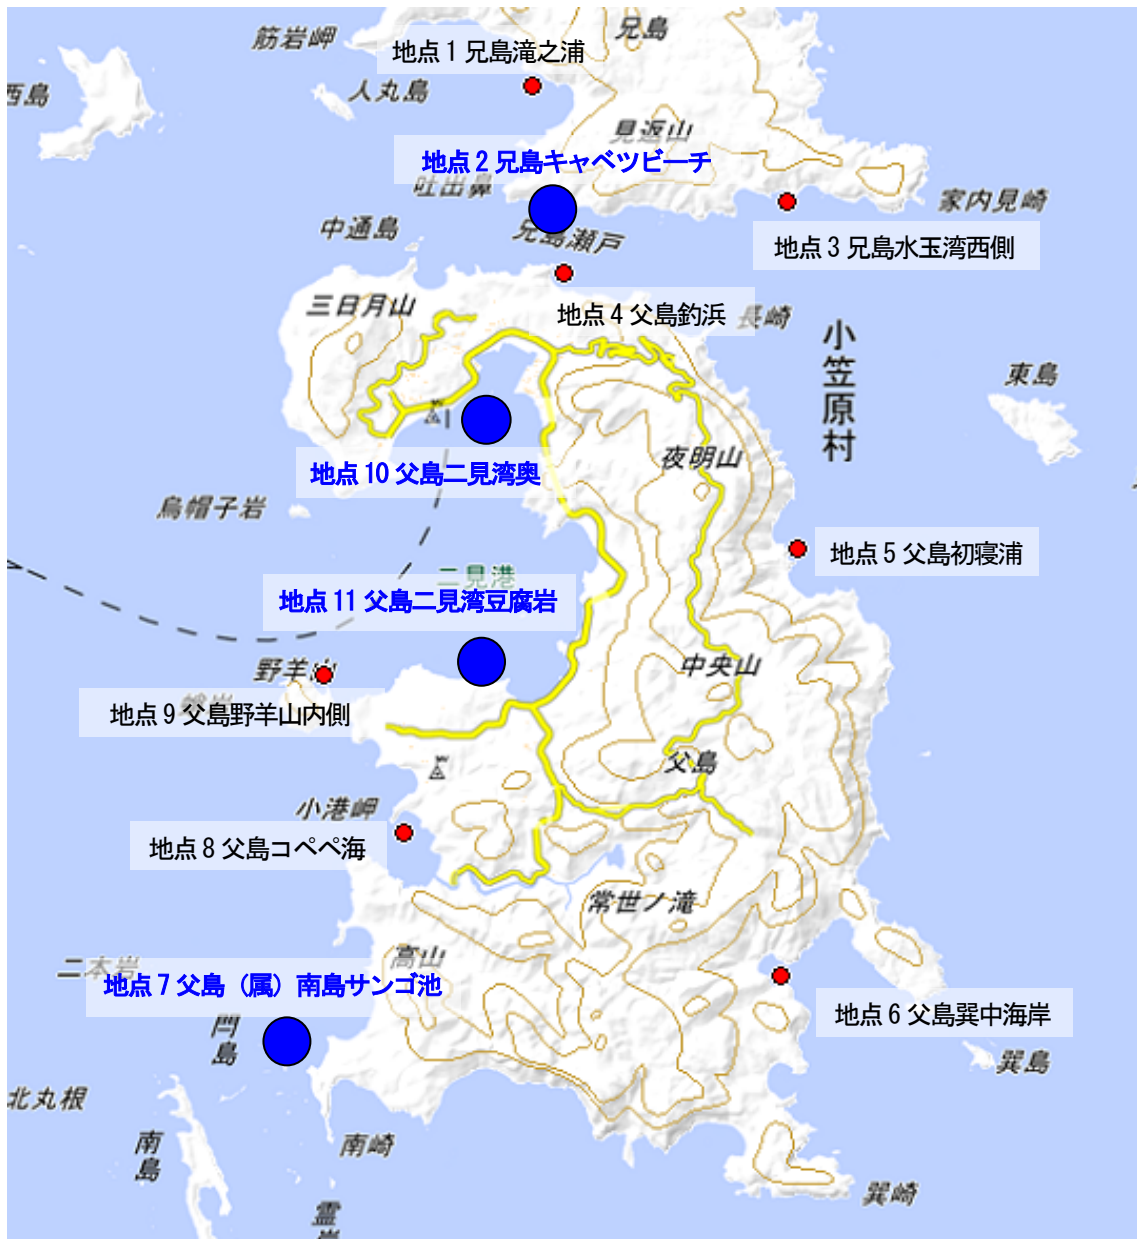 兄島
筋岩岬
地点 1 兄島滝之浦
西島
人丸島
見返山
地点 2 兄島キャベツビーチ
吐出鼻
家内見崎
中通島
兄島瀬戸
地点 3 兄島水玉湾西側
三日月山
地点 4 父島釣浜
長崎
小笠原村
東島
夜明山
地点 10 父島二見湾奥
烏帽子岩
地点 5 父島初寝浦
二見港
地点 11 父島二見湾豆腐岩
野羊山
中央山
地点 9 父島野羊山内側
父島
小港岬
地点 8 父島コペペ海
常世ノ滝
高山
二本岩
地点 7 父島（属）南島サンゴ池
地点 6 父島巽中海岸
閂島
巽島
北丸根
南島
南崎
巽崎